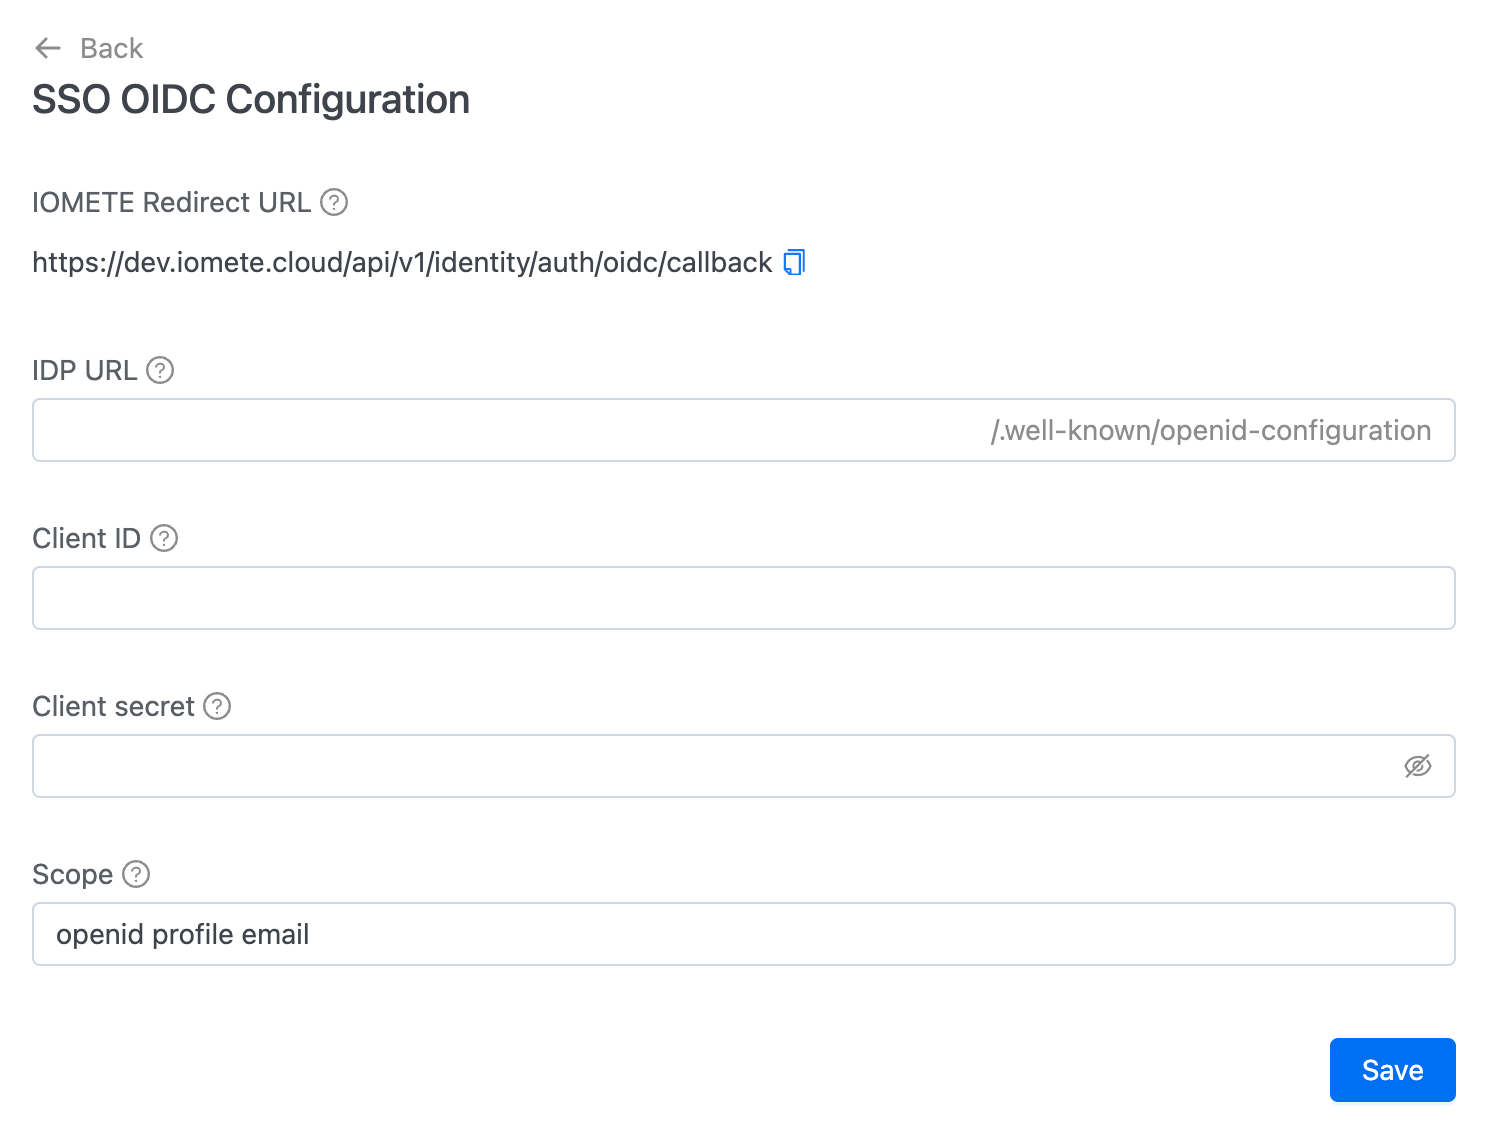 Back
SSO OIDC Configuration
IOMETE Redirect URL
https://dev.iomete.cloud/api/v1/identity/auth/oidc/callback
IDP URL
/.well-known/openid-configuration
Client ID
Client secret
Scope
openid profile email
Save